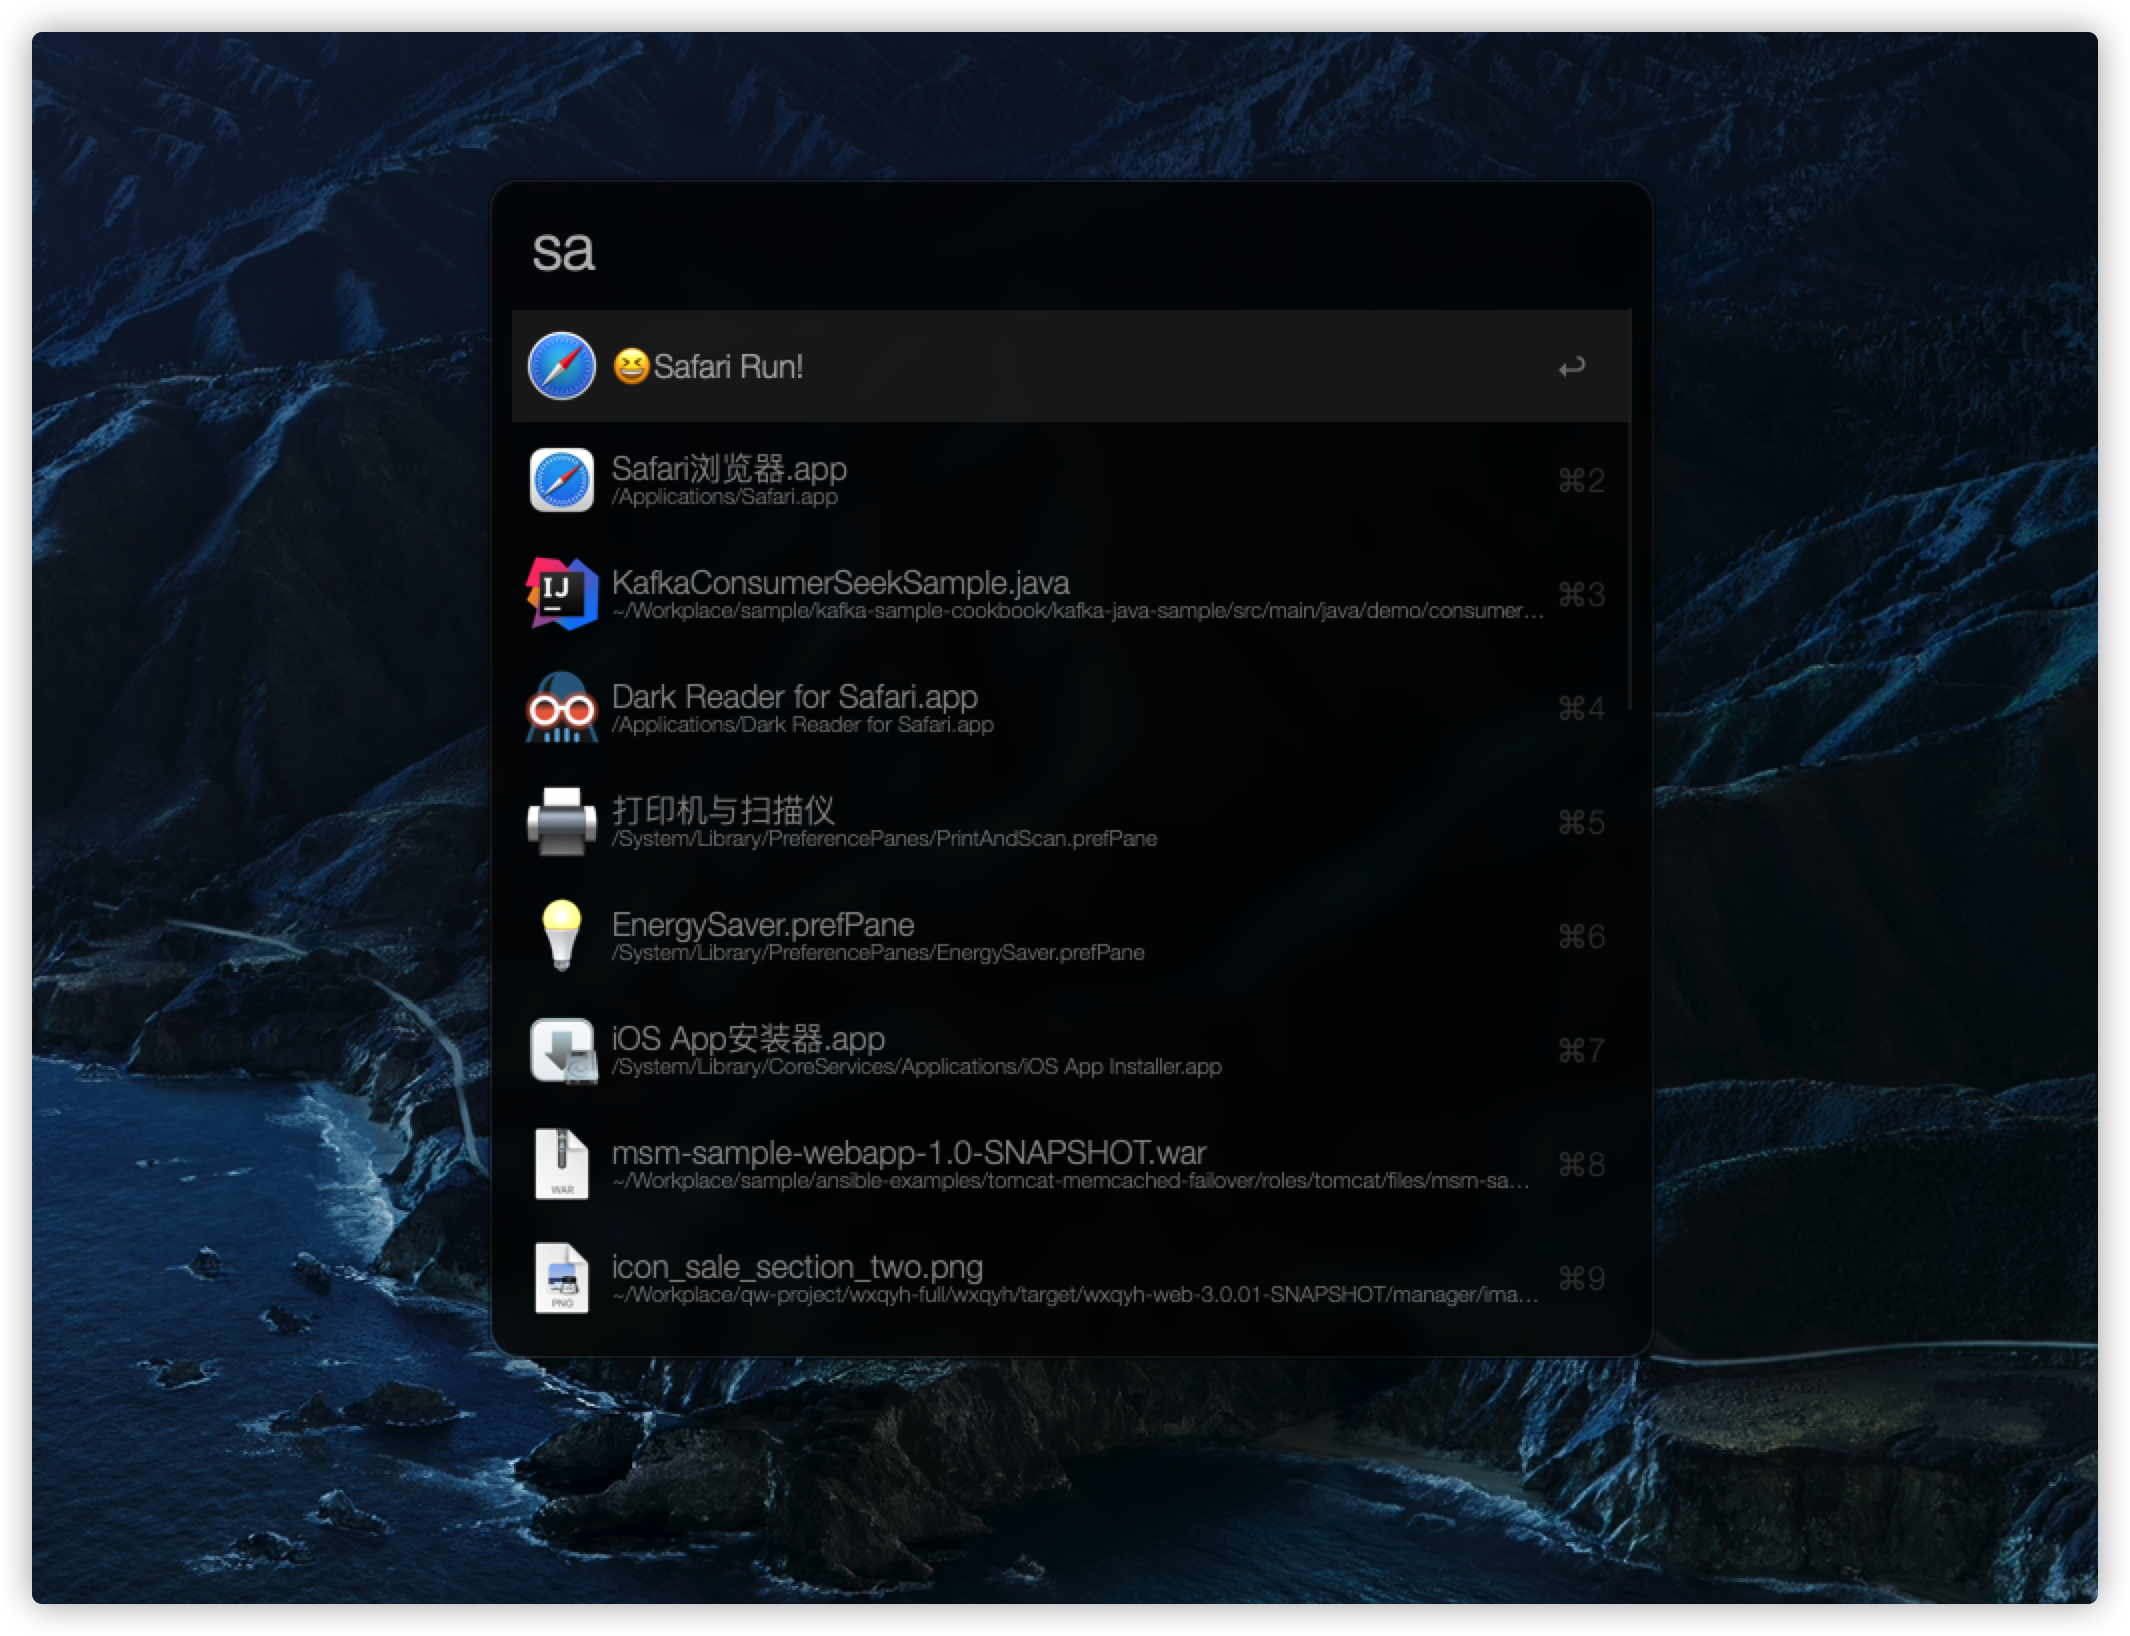 sa
😆Safari Run!
Safari浏览器.app
⌘2
/Applications/Safari.app
IJ
KafkaConsumerSeekSample.java
⌘3
~/Workplace/sample/kafka-sample-cookbook/kafka-java-sample/src/main/java/demo/consumer…
Dark Reader for Safari.app
⌘4
/Applications/Dark Reader for Safari.app
打印机与扫描仪
⌘5
/System/Library/PreferencePanes/PrintAndScan.prefPane
EnergySaver.prefPane
⌘6
/System/Library/PreferencePanes/EnergySaver.prefPane
iOS App安装器.app
⌘7
/System/Library/CoreServices/Applications/iOS App Installer.app
msm-sample-webapp-1.0-SNAPSHOT.war
⌘8
~/Workplace/sample/ansible-examples/tomcat-memcached-failover/roles/tomcat/files/msm-sa…
WAR
icon_sale_section_two.png
⌘9
~/Workplace/qw-project/wxqyh-full/wxqyh/target/wxqyh-web-3.0.01-SNAPSHOT/manager/ima…
PNG